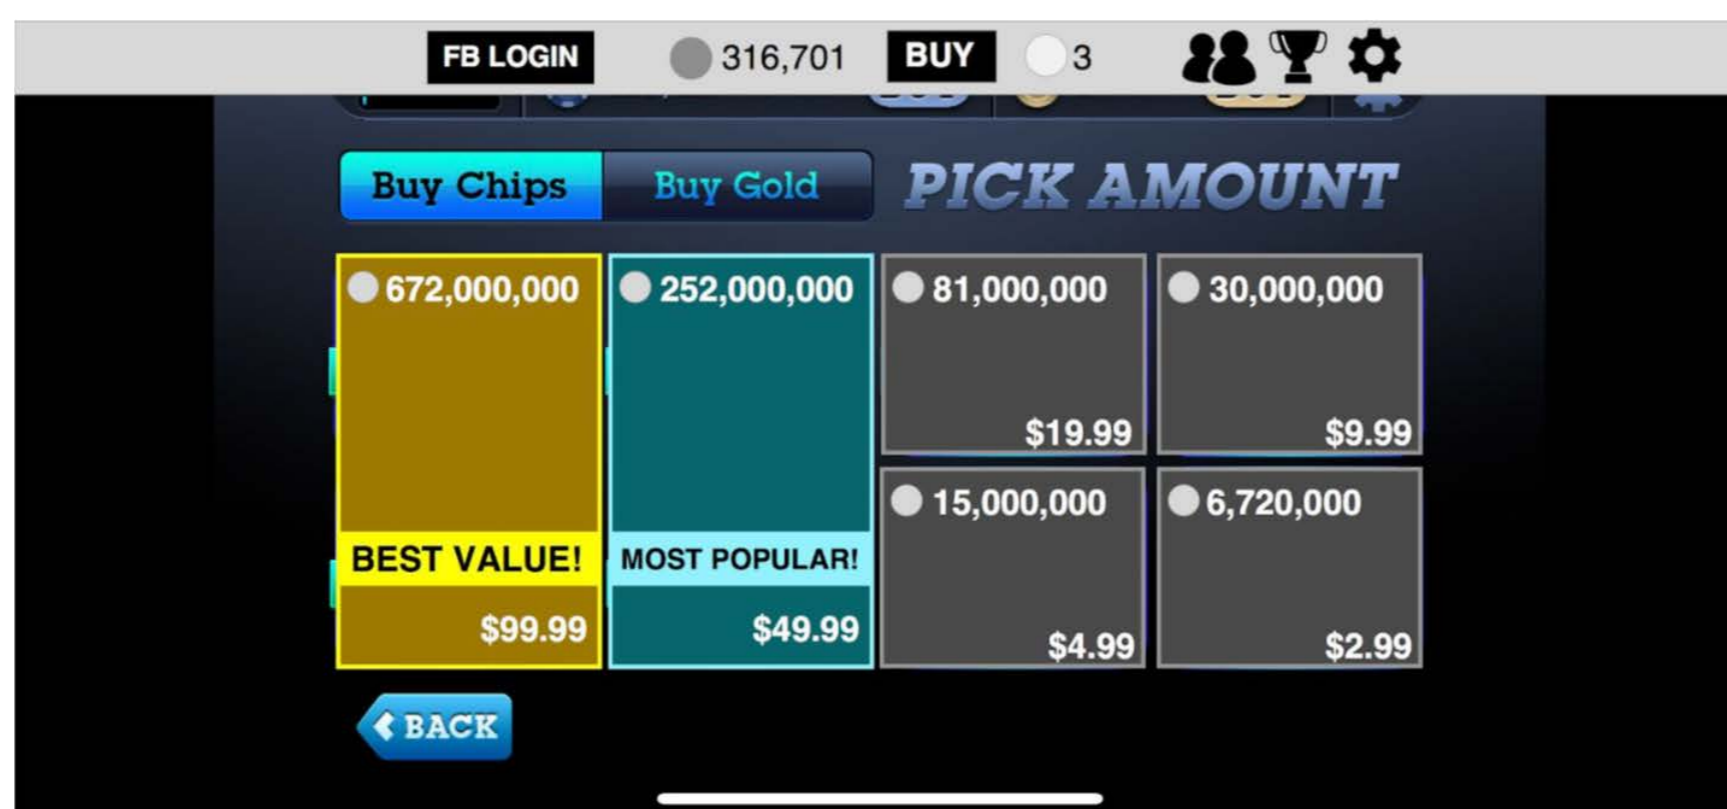 FB LOGIN 316,701 BUY 3
Buy Chips Buy Gold PICK AMOUNT
672,000,000
BEST VALUE!
$99.99
252,000,000
MOST POPULAR!
$49.99
81,000,000
$19.99
30,000,000
$9.99
15,000,000
$4.99
6,720,000
$2.99
BACK